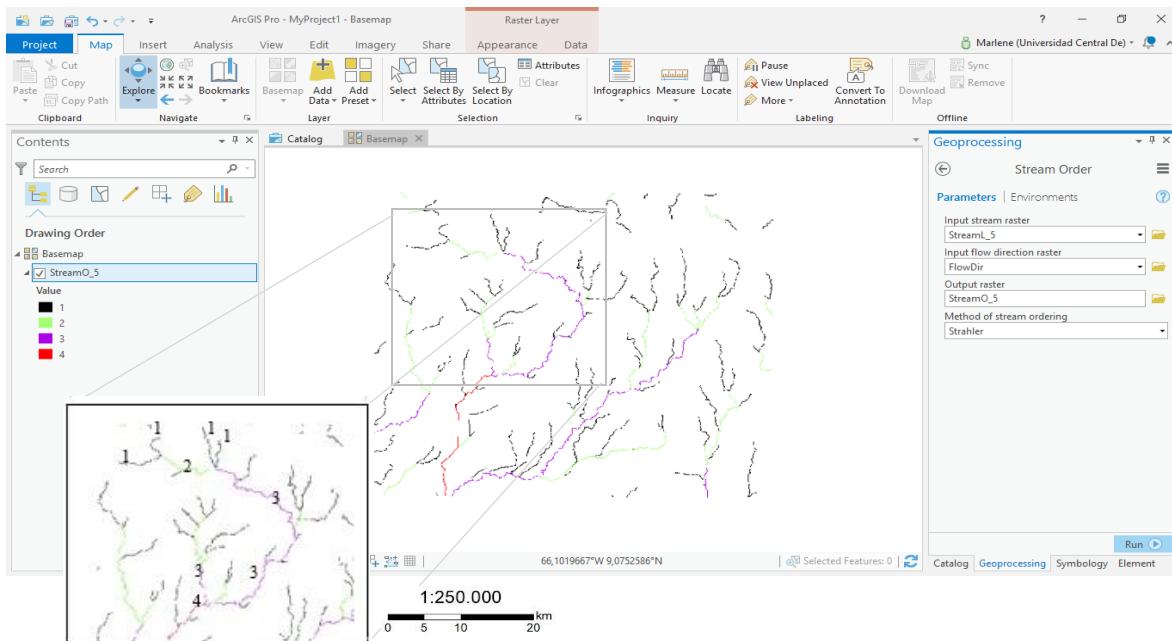 ArcGIS Pro - MyProject1 - Basemap
Raster Layer
?
Project Map Insert Analysis View Edit Imagery Share Appearance Data
Marlene (Universidad Central De)
Paste
Cut
Copy
Copy Path
Clipboard
Explore
Bookmarks
Navigate
Basemap
Add Data
Add Preset
Layer
Select
Select By Attributes
Select By Location
Attributes
Clear
Selection
Infographics
Measure
Locate
Inquiry
Pause
View Unplaced
More
Convert To Annotation
Labeling
Download Map
Sync
Remove
Offline
Contents
Search
Drawing Order
Basemap
StreamO_5
Value
1
2
3
4
Catalog
Basemap
Geoprocessing
Stream Order
Parameters | Environments
Input stream raster
StreamL_5
Input flow direction raster
FlowDir
Output raster
StreamO_5
Method of stream ordering
Strahler
Run
Catalog Geoprocessing Symbology Element
66,1019667°W 9,0752586°N
Selected Features: 0
1 1 1
1 2
3
3 3
4
1:250.000
km
0 5 10 20